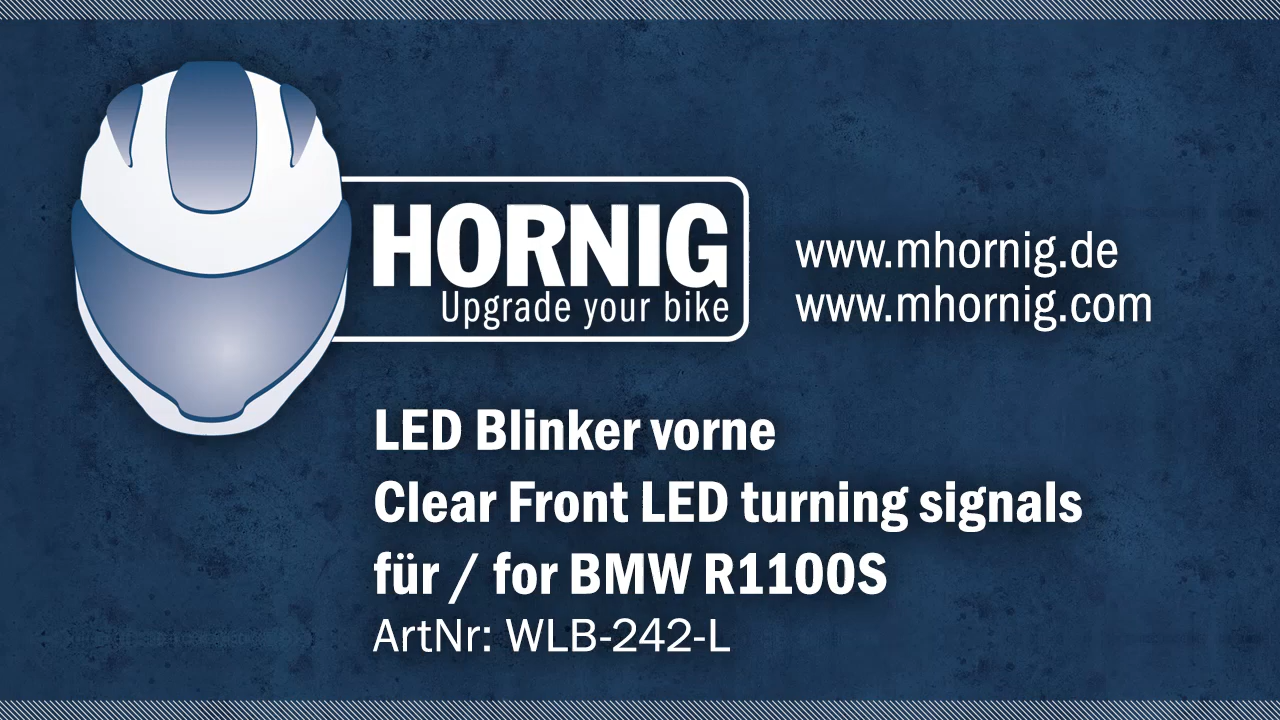 HORNIG
Upgrade your bike
www.mhornig.de
www.mhornig.com
LED Blinker vorne
Clear Front LED turning signals
für / for BMW R1100S
ArtNr: WLB-242-L